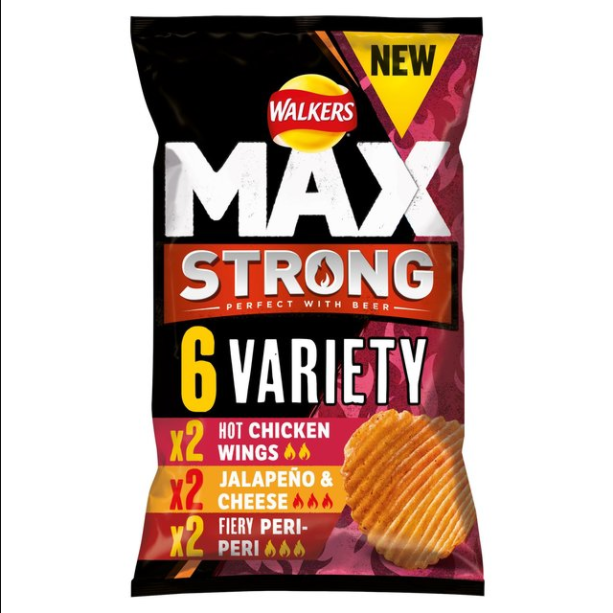 NEW
WALKERS
MAX
STRONG
PERFECT WITH BEER
6 VARIETY
x2 HOT CHICKEN
WINGS
x2 JALAPEÑO &
CHEESE
x2 FIERY PERI-
PERI